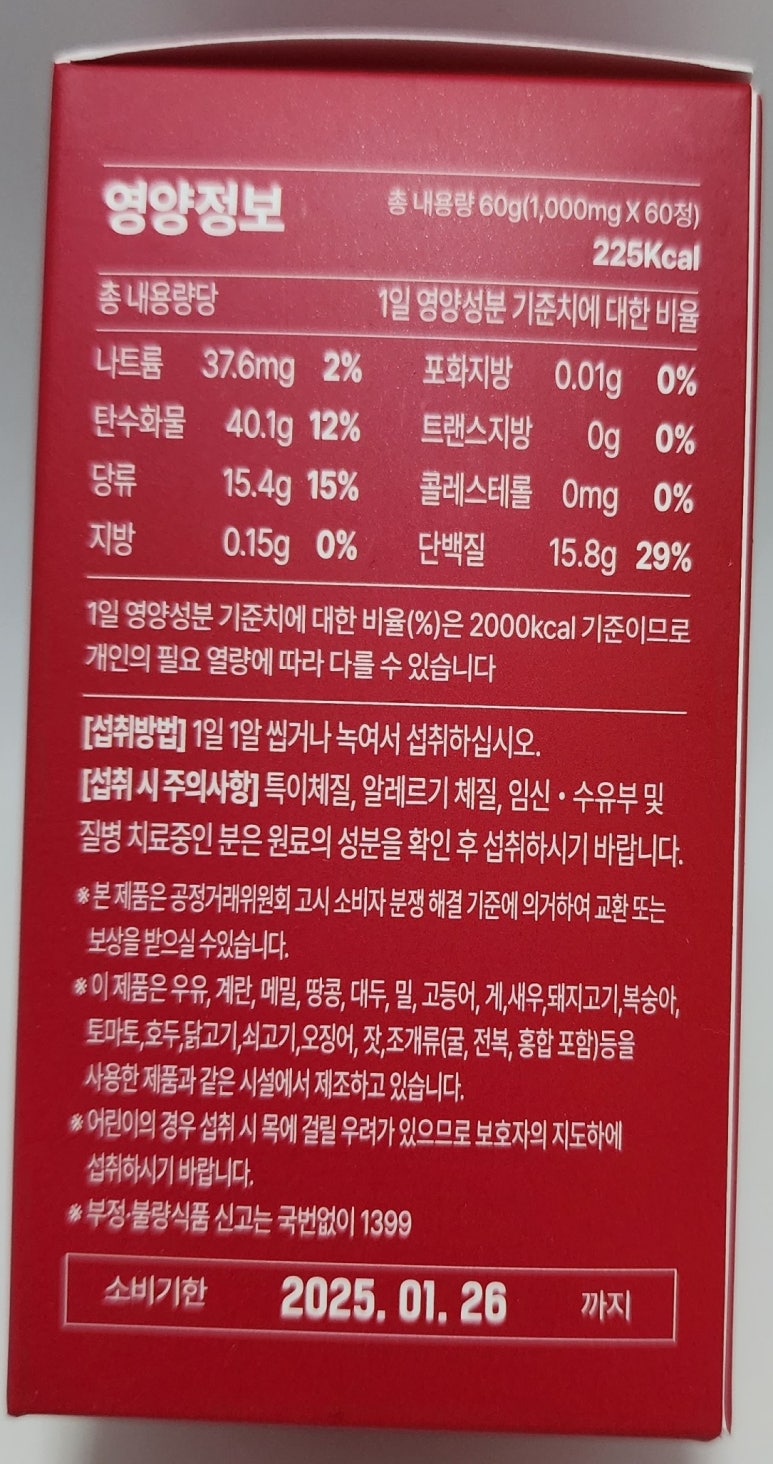 영양정보
총 내용량 60g(1,000mg X 60정)
225Kcal
총 내용량당 1일 영양성분 기준치에 대한 비율
나트륨 37.6mg 2% 포화지방 0.01g 0%
탄수화물 40.1g 12% 트랜스지방 0g 0%
당류 15.4g 15% 콜레스테롤 0mg 0%
지방 0.15g 0% 단백질 15.8g 29%
1일 영양성분 기준치에 대한 비율(%)은 2000kcal 기준이므로
개인의 필요 열량에 따라 다를 수 있습니다
[섭취방법] 1일 1알 씹거나 녹여서 섭취하십시오.
[섭취 시 주의사항] 특이체질, 알레르기 체질, 임신・수유부 및
질병 치료중인 분은 원료의 성분을 확인 후 섭취하시기 바랍니다.
※ 본 제품은 공정거래위원회 고시 소비자 분쟁 해결 기준에 의거하여 교환 또는
보상을 받으실 수있습니다.
※ 이 제품은 우유, 계란, 메밀, 땅콩, 대두, 밀, 고등어, 게,새우,돼지고기,복숭아,
토마토,호두,닭고기,쇠고기,오징어, 잣,조개류(굴, 전복, 홍합 포함)등을
사용한 제품과 같은 시설에서 제조하고 있습니다.
※ 어린이의 경우 섭취 시 목에 걸릴 우려가 있으므로 보호자의 지도하에
섭취하시기 바랍니다.
※ 부정·불량식품 신고는 국번없이 1399
소비기한 2025. 01. 26 까지